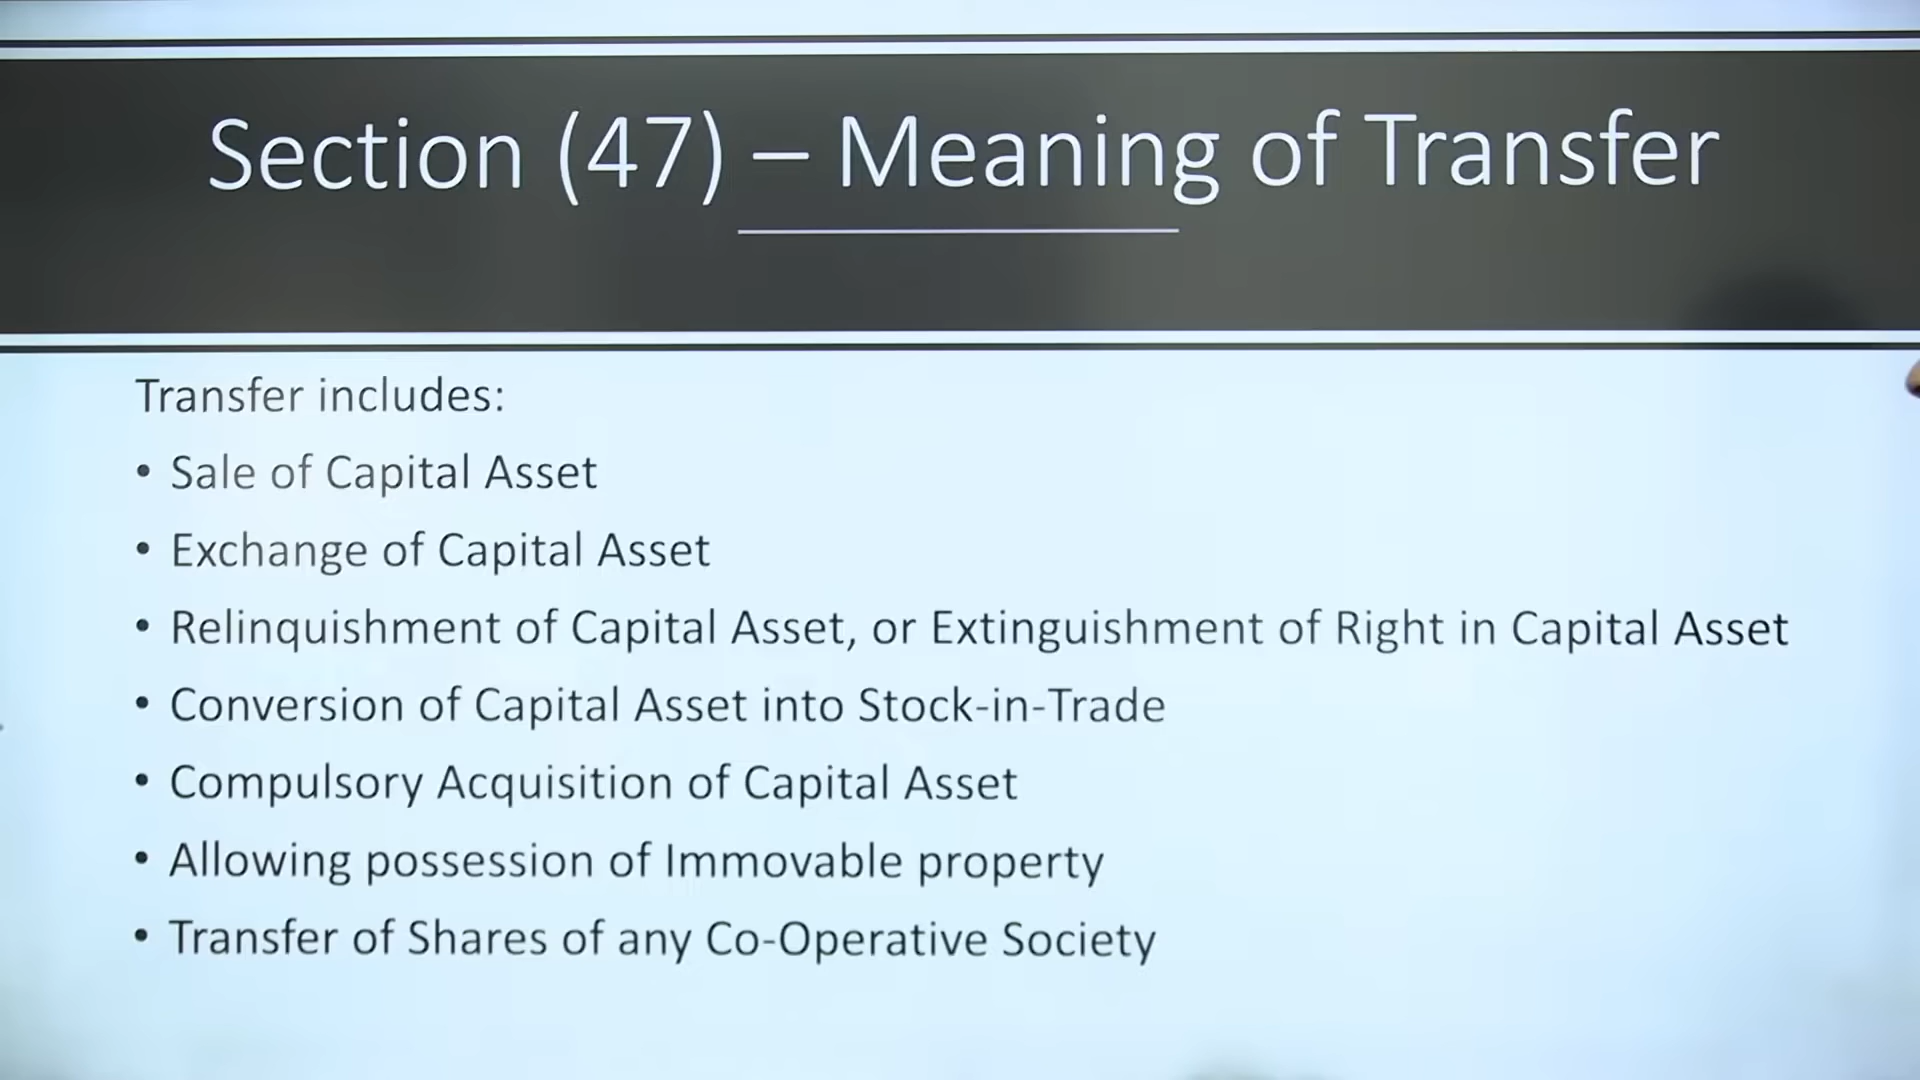 Section (47) – Meaning of Transfer
Transfer includes:
• Sale of Capital Asset
• Exchange of Capital Asset
• Relinquishment of Capital Asset, or Extinguishment of Right in Capital Asset
• Conversion of Capital Asset into Stock-in-Trade
• Compulsory Acquisition of Capital Asset
• Allowing possession of Immovable property
• Transfer of Shares of any Co-Operative Society